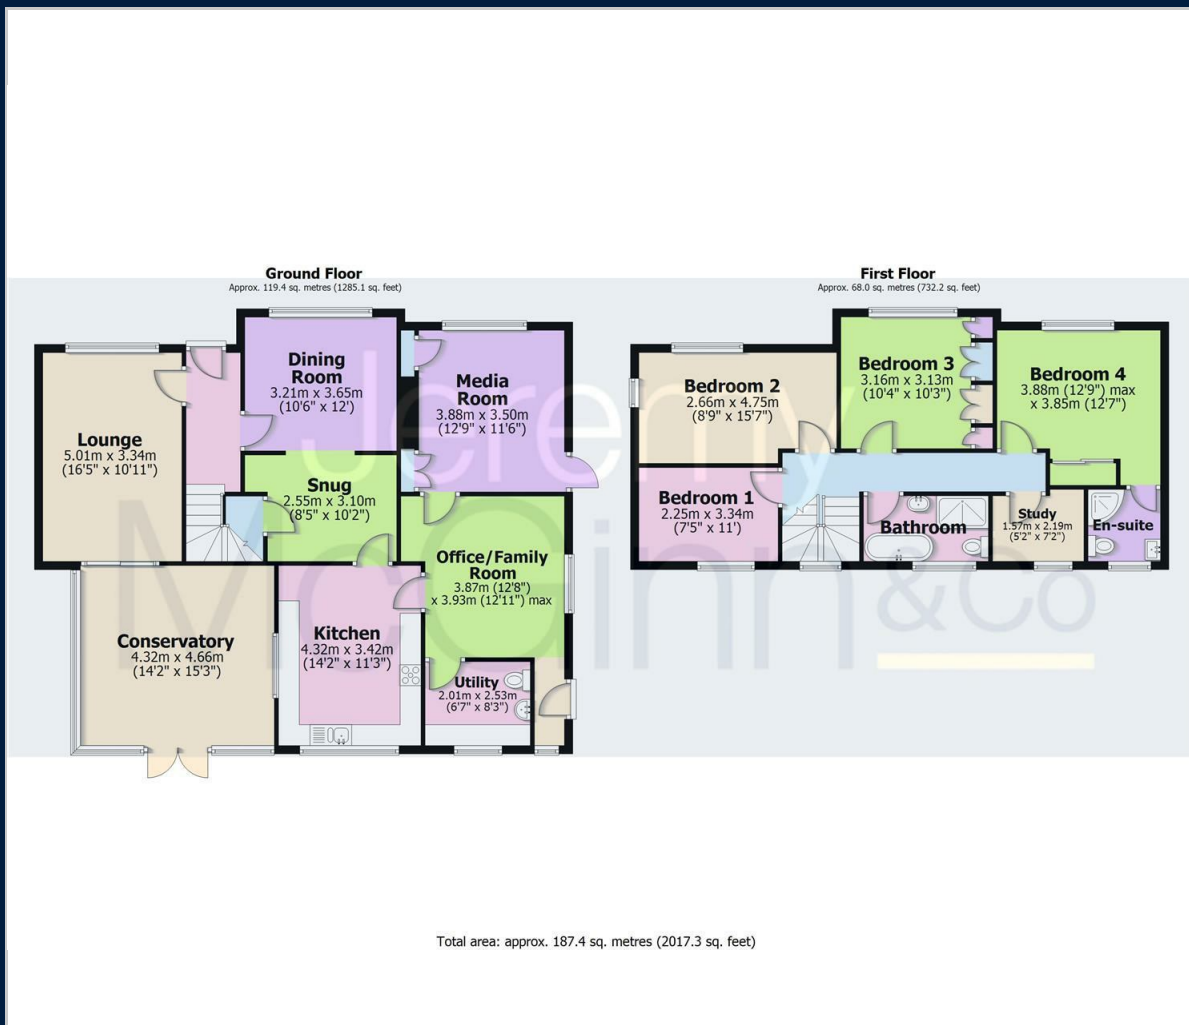 Ground Floor
Approx. 119.4 sq. metres (1285.1 sq. feet)
Dining
Room
3.21m x 3.65m
(10'6" x 12')
Media
Room
3.88m x 3.50m
(12'9" x 11'6")
Lounge
5.01m x 3.34m
(16'5" x 10'11")
Snug
2.55m x 3.10m
(8'5" x 10'2")
Office/Family
Room
3.87m (12'8")
x 3.93m (12'11") max
Conservatory
4.32m x 4.66m
(14'2" x 15'3")
Kitchen
4.32m x 3.42m
(14'2" x 11'3")
Utility
2.01m x 2.53m
(6'7" x 8'3")
First Floor
Approx. 68.0 sq. metres (732.2 sq. feet)
Bedroom 2
2.66m x 4.75m
(8'9" x 15'7")
Bedroom 3
3.16m x 3.13m
(10'4" x 10'3")
Bedroom 4
3.88m (12'9") max
x 3.85m (12'7")
Bedroom 1
2.25m x 3.34m
(7'5" x 11')
Bathroom
Study
1.57m x 2.19m
(5'2" x 7'2")
En-suite
Jeremy
McGinn & Co
Total area: approx. 187.4 sq. metres (2017.3 sq. feet)